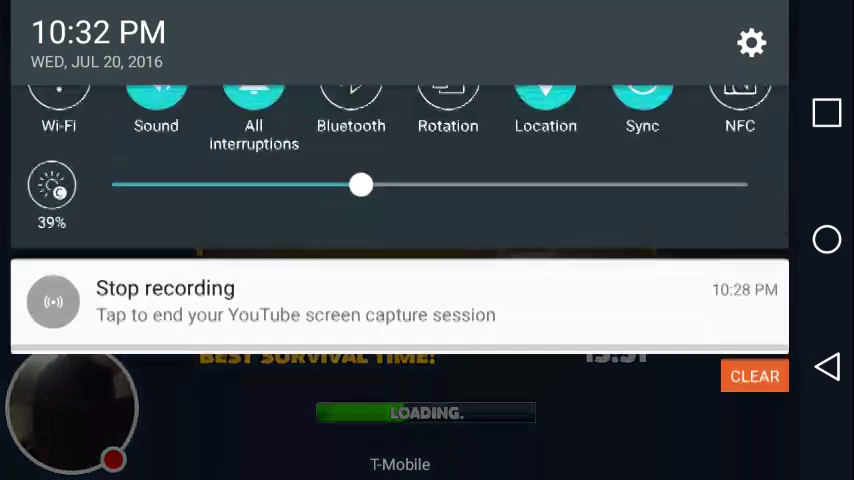 10:32 PM
WED, JUL 20, 2016
Wi-Fi
Sound
All
interruptions
Bluetooth
Rotation
Location
Sync
NFC
39%
Stop recording
10:28 PM
Tap to end your YouTube screen capture session
BEST SURVIVAL TIME:
CLEAR
LOADING.
T-Mobile